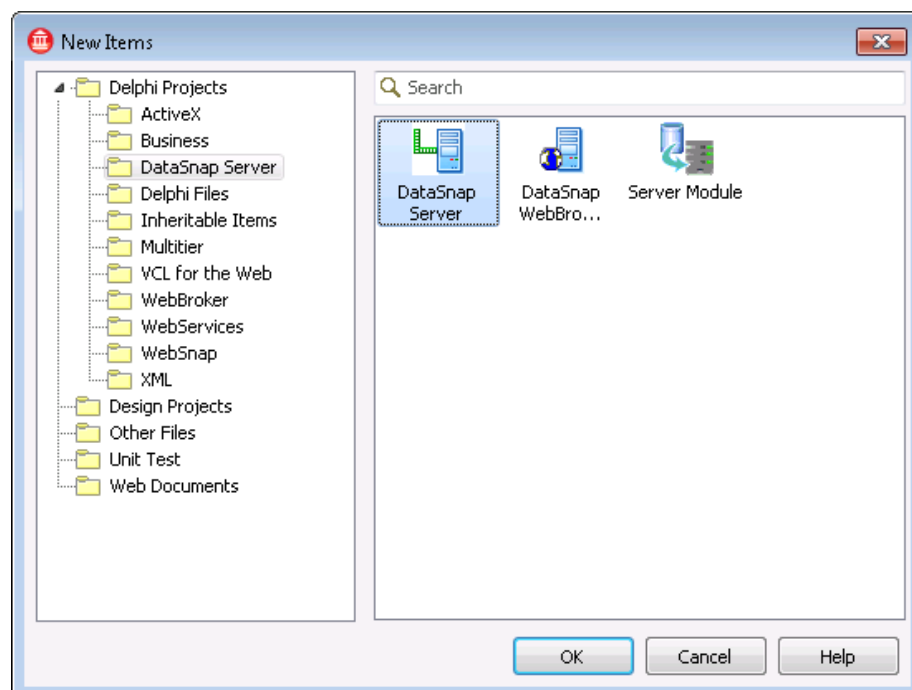 New Items
Delphi Projects
ActiveX
Business
DataSnap Server
Delphi Files
Inheritable Items
Multitier
VCL for the Web
WebBroker
WebServices
WebSnap
XML
Design Projects
Other Files
Unit Test
Web Documents
Search
DataSnap
Server
DataSnap
WebBro...
Server Module
OK
Cancel
Help